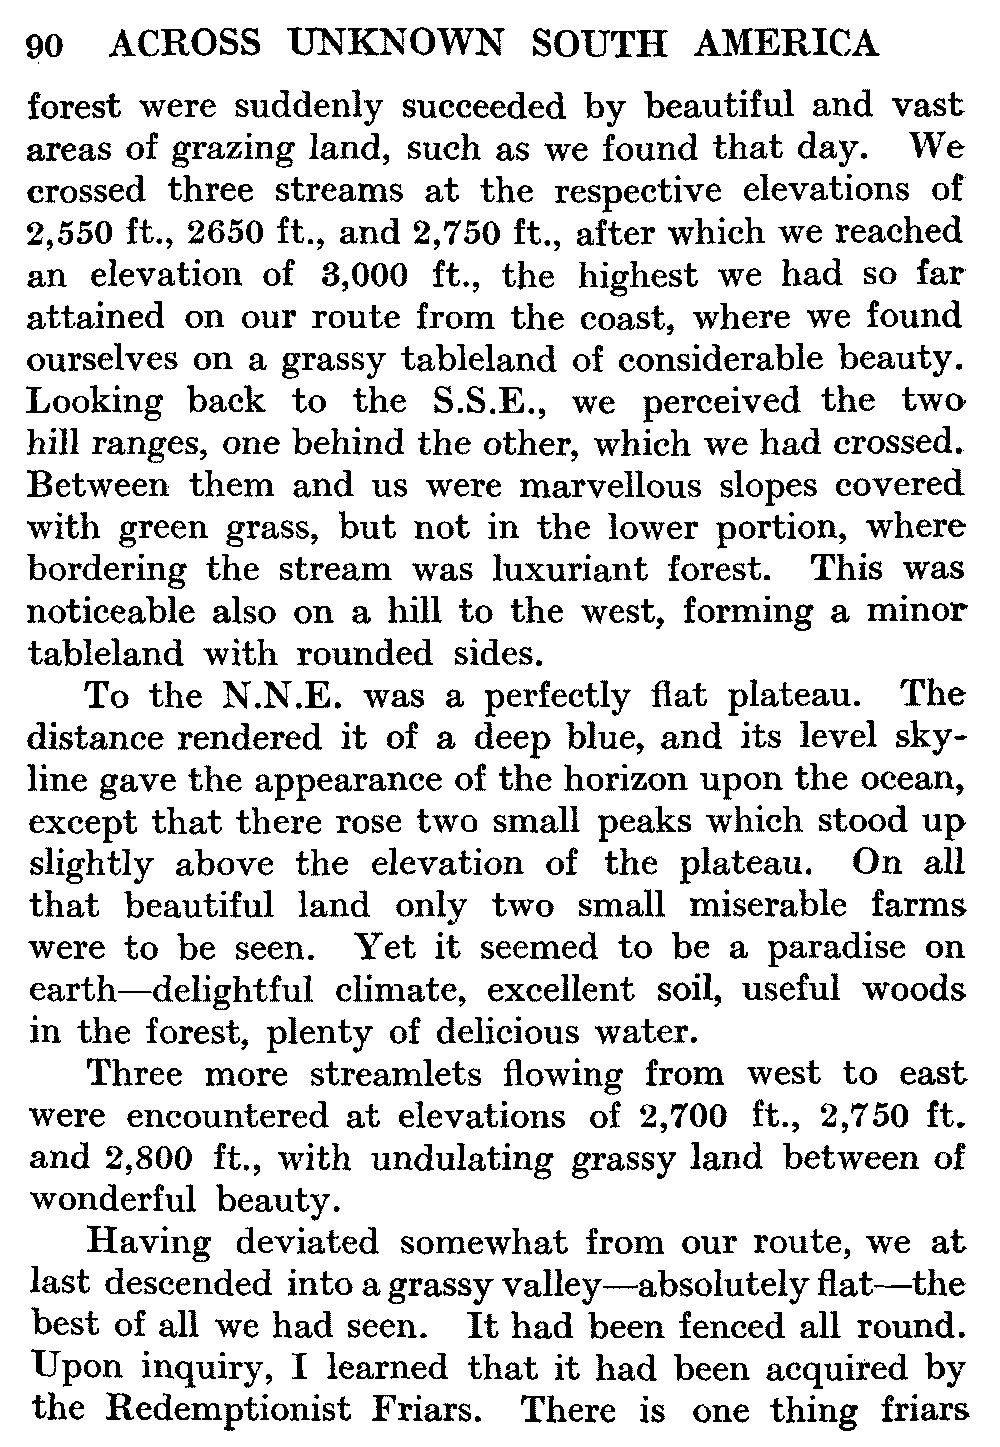 90 ACROSS UNKNOWN SOUTH AMERICA
forest were suddenly succeeded by beautiful and vast
areas of grazing land, such as we found that day. We
crossed three streams at the respective elevations of
2,550 ft., 2650 ft., and 2,750 ft., after which we reached
an elevation of 3,000 ft., the highest we had so far
attained on our route from the coast, where we found
ourselves on a grassy tableland of considerable beauty.
Looking back to the S.S.E., we perceived the two
hill ranges, one behind the other, which we had crossed.
Between them and us were marvellous slopes covered
with green grass, but not in the lower portion, where
bordering the stream was luxuriant forest. This was
noticeable also on a hill to the west, forming a minor
tableland with rounded sides.
To the N.N.E. was a perfectly flat plateau. The
distance rendered it of a deep blue, and its level sky-
line gave the appearance of the horizon upon the ocean,
except that there rose two small peaks which stood up
slightly above the elevation of the plateau. On all
that beautiful land only two small miserable farms
were to be seen. Yet it seemed to be a paradise on
earth—delightful climate, excellent soil, useful woods
in the forest, plenty of delicious water.
Three more streamlets flowing from west to east
were encountered at elevations of 2,700 ft., 2,750 ft.
and 2,800 ft., with undulating grassy land between of
wonderful beauty.
Having deviated somewhat from our route, we at
last descended into a grassy valley—absolutely flat—the
best of all we had seen. It had been fenced all round.
Upon inquiry, I learned that it had been acquired by
the Redemptionist Friars. There is one thing friars